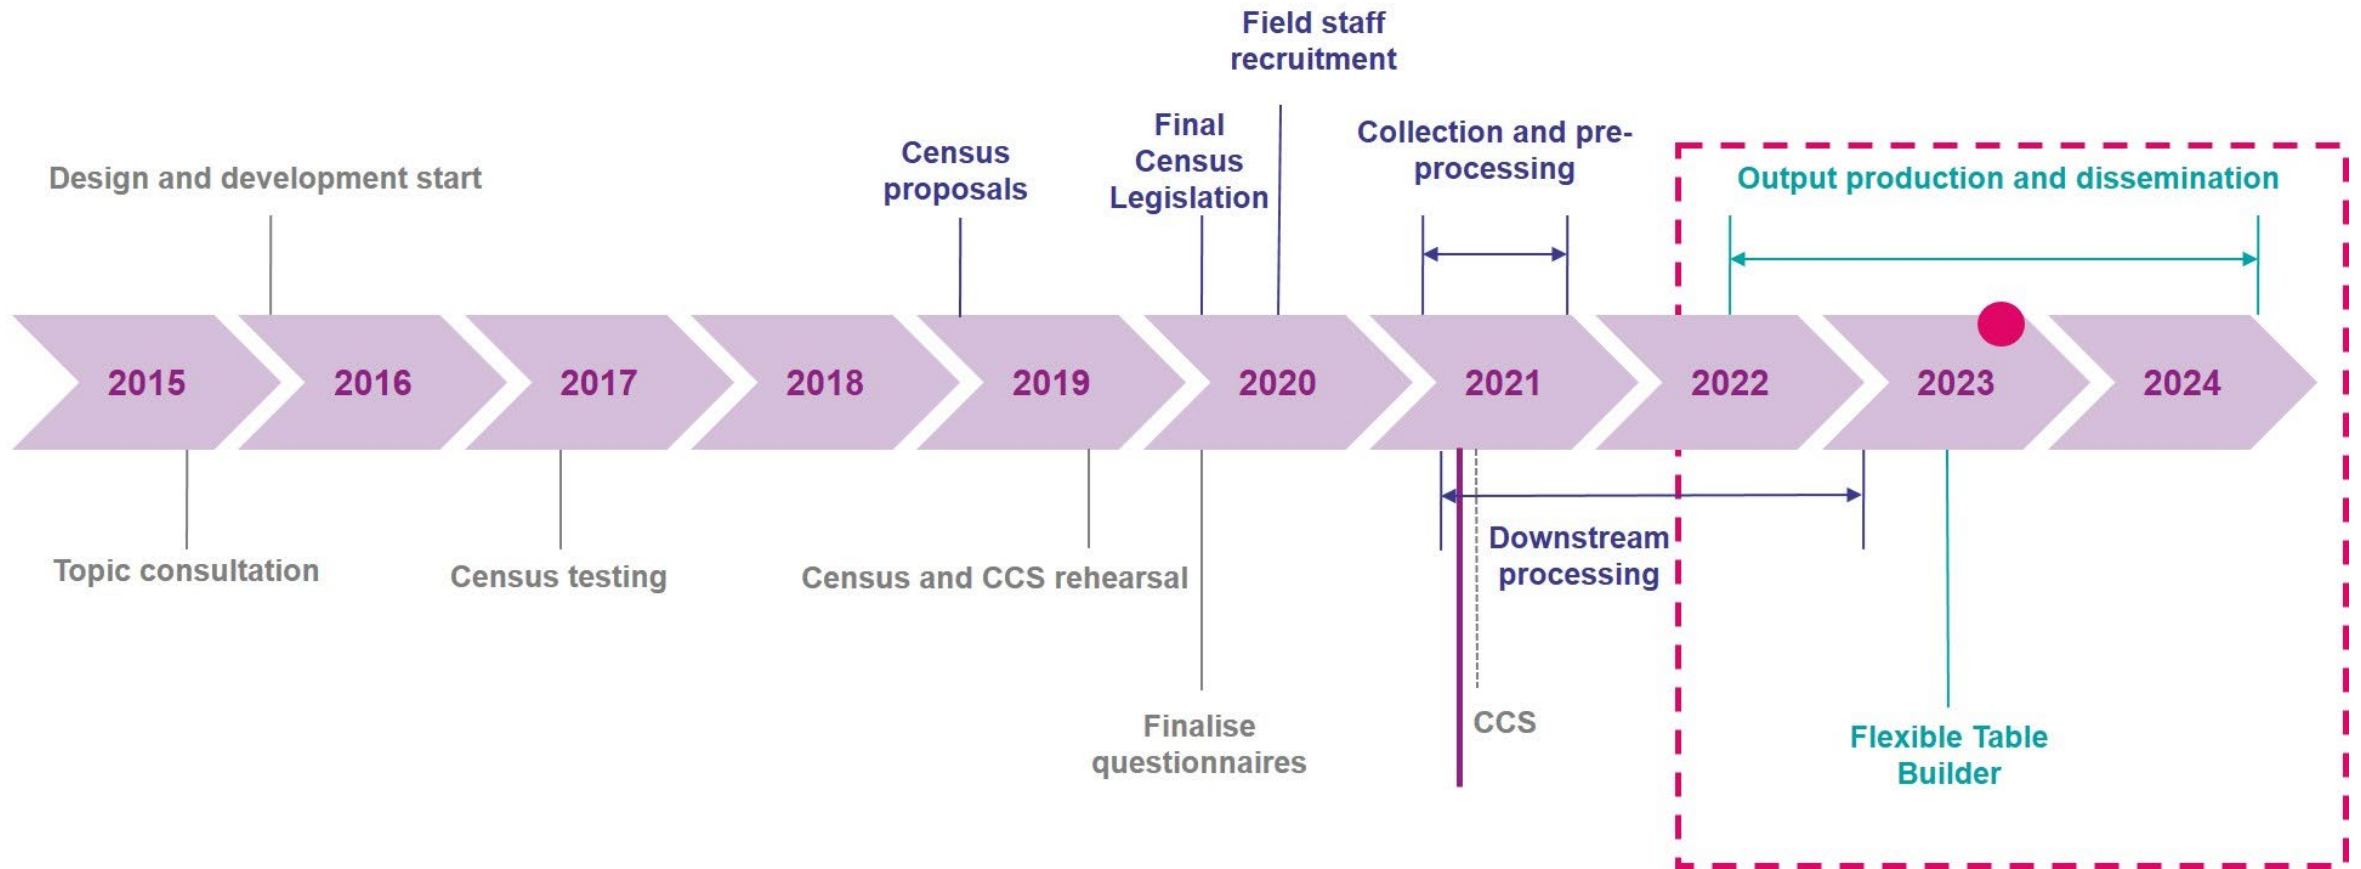 Field staff
recruitment
Final
Census
Legislation
Collection and pre-
processing
Census
proposals
Design and development start
Output production and dissemination
2015
2016
2017
2018
2019
2020
2021
2022
2023
2024
Topic consultation
Census testing
Census and CCS rehearsal
Downstream
processing
Finalise
questionnaires
CCS
Flexible Table
Builder